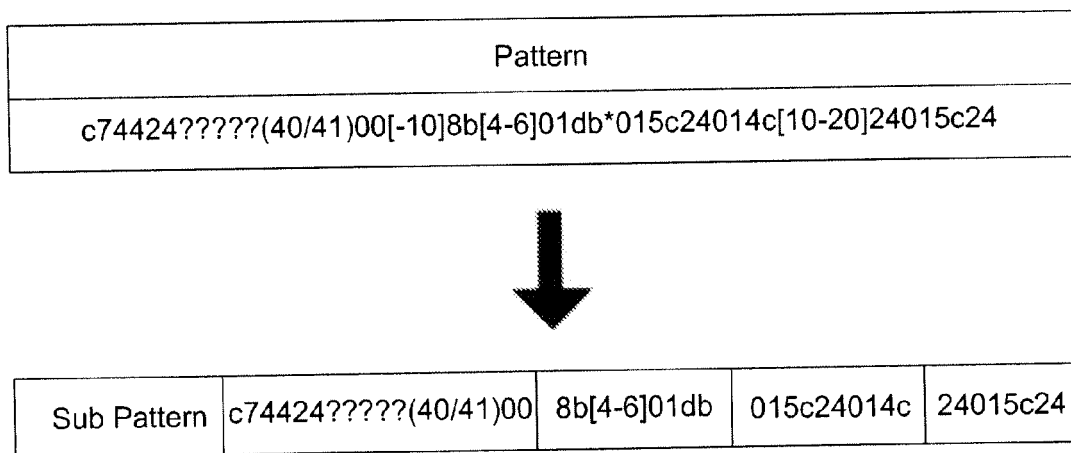 Pattern
c74424?????(40/41)00[-10]8b[4-6]01db*015c24014c[10-20]24015c24
Sub Pattern c74424?????(40/41)00 8b[4-6]01db 015c24014c 24015c24